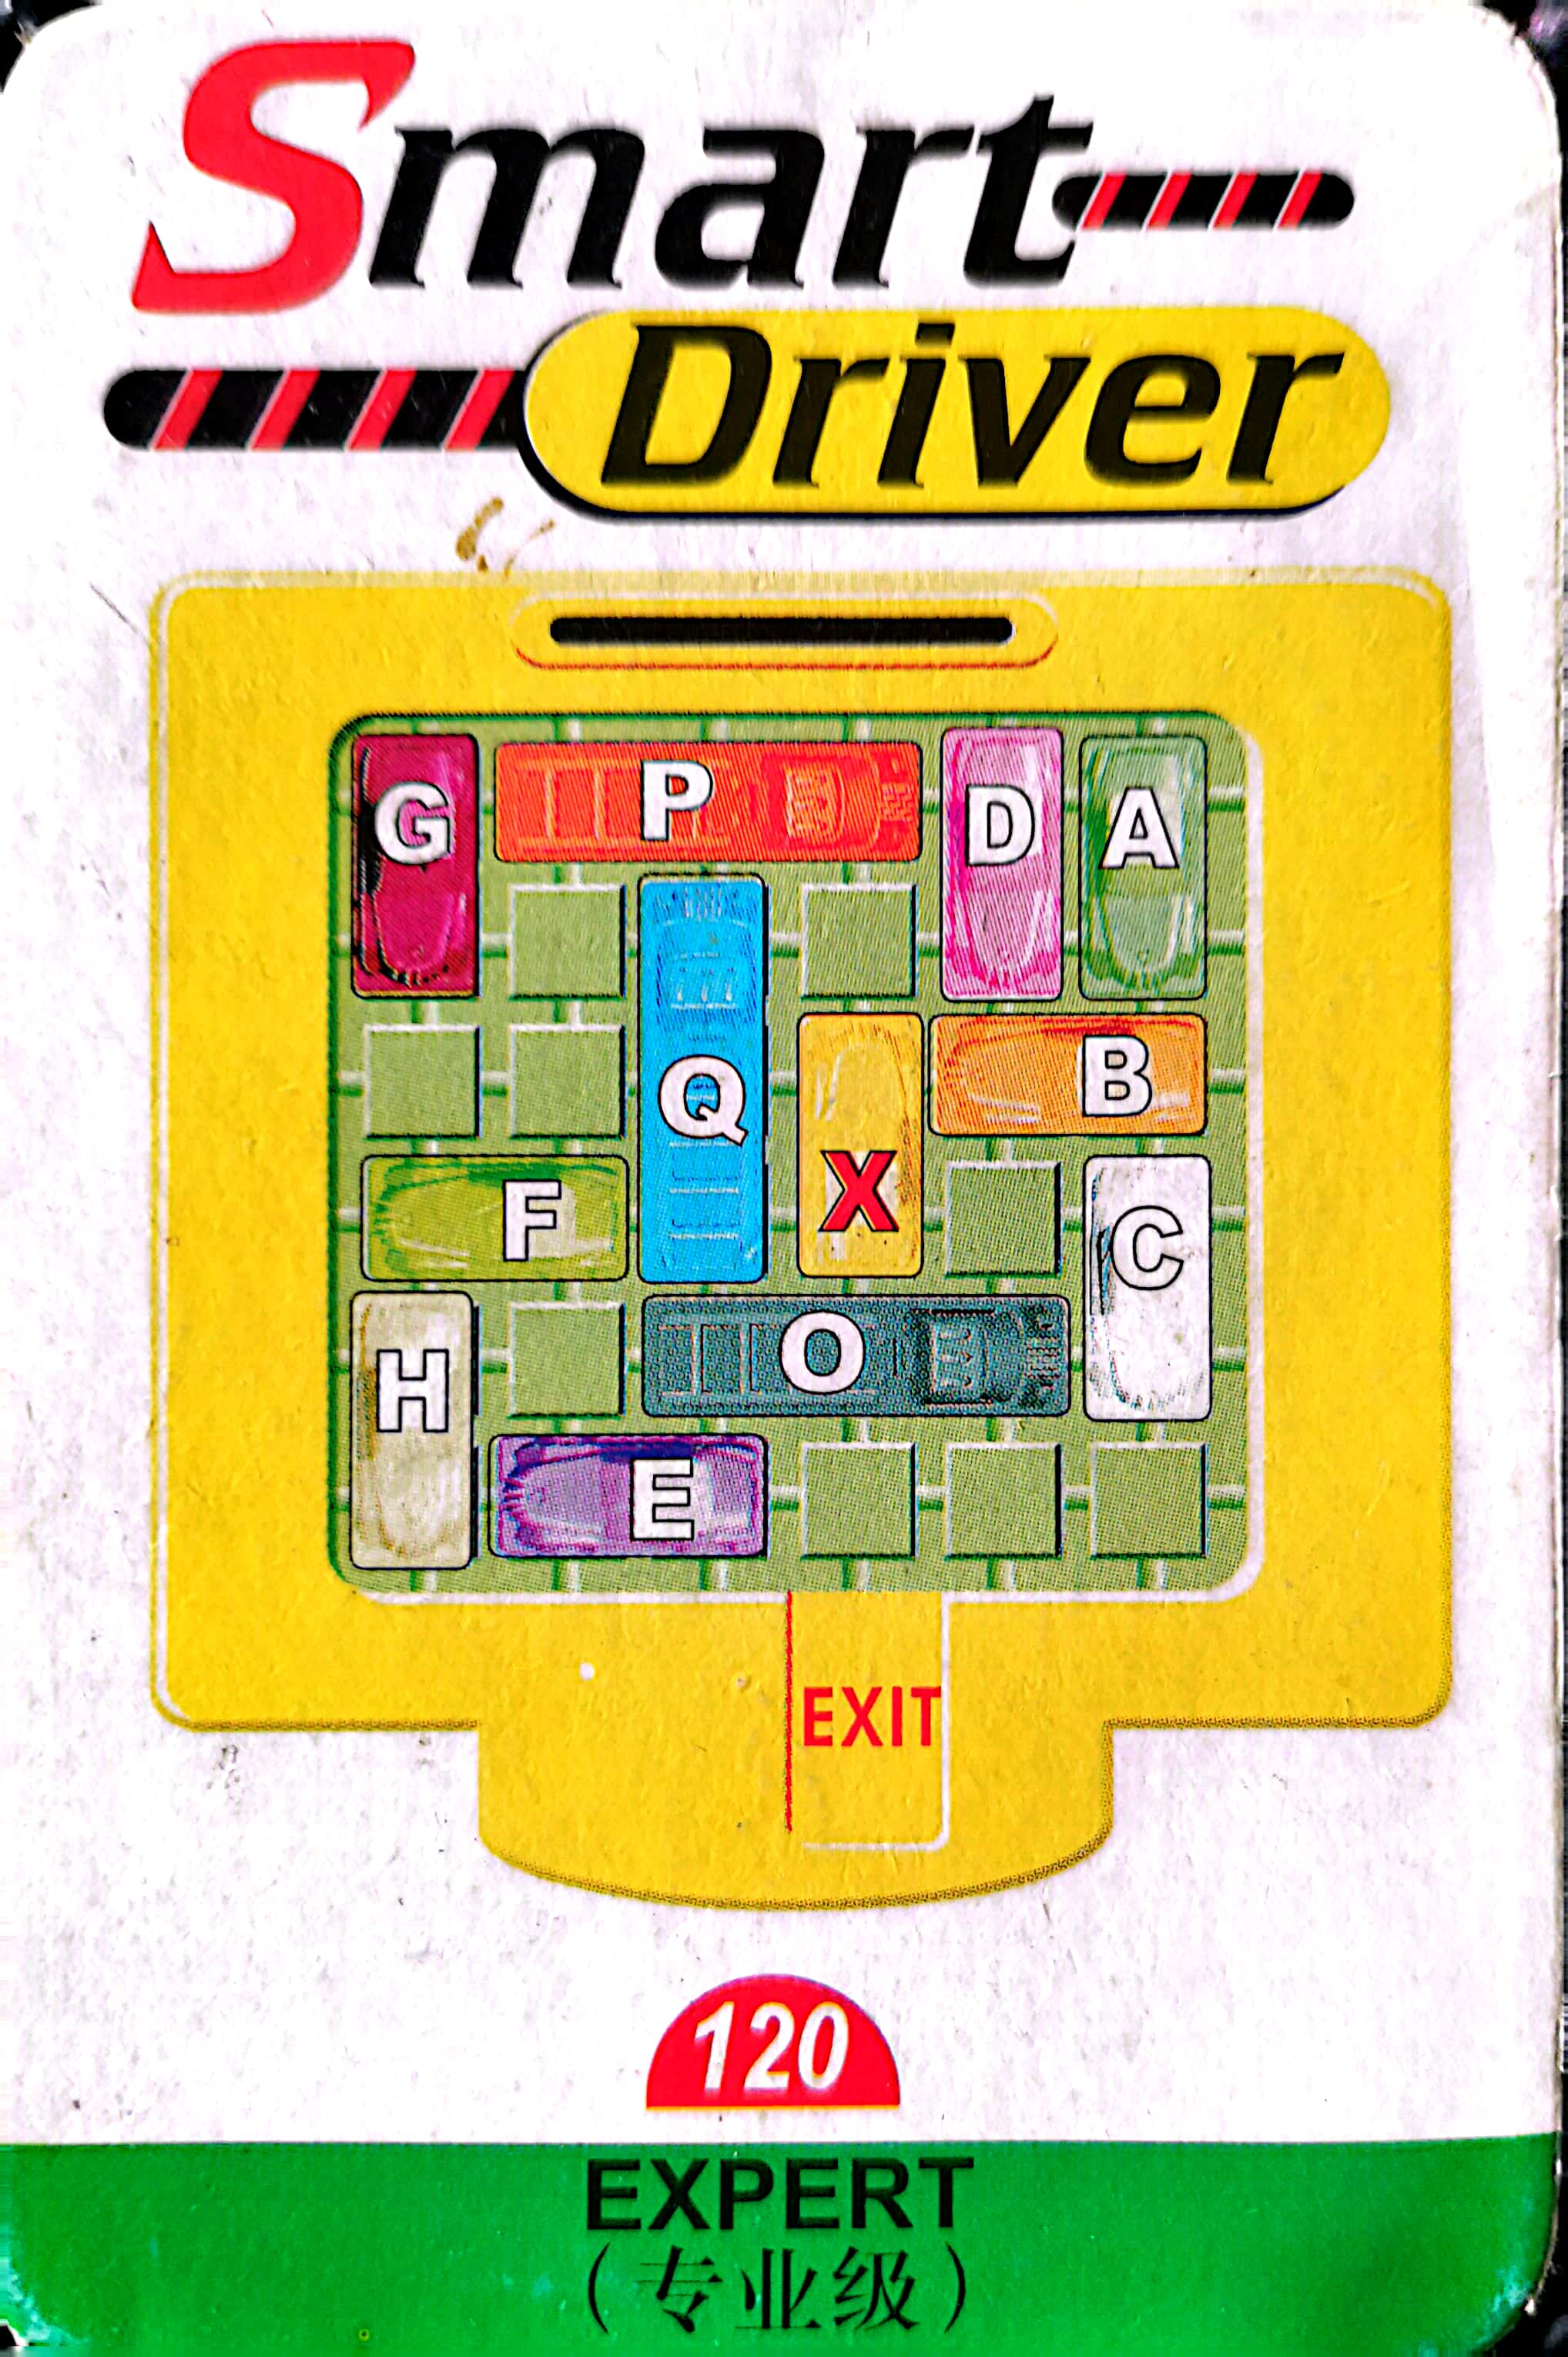 Smart
Driver
G P D A
Q X B
F C
H O
E
EXIT
120
EXPERT
（专业级）